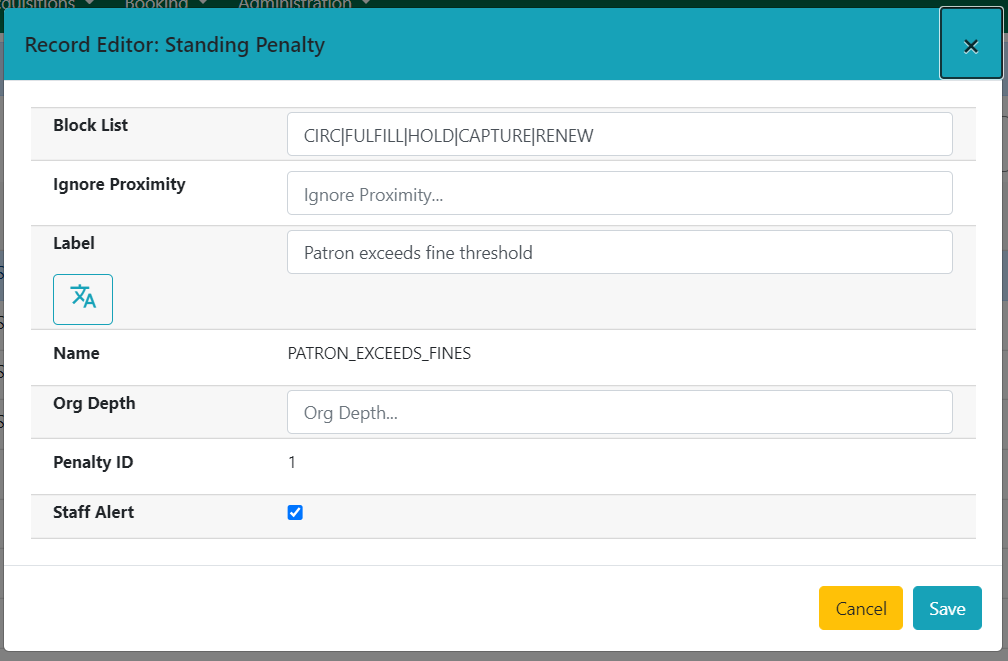 Booking
Administration
Record Editor: Standing Penalty
×
Block List
CIRC|FULFILL|HOLD|CAPTURE|RENEW
Ignore Proximity
Ignore Proximity...
Label
Patron exceeds fine threshold
Name
PATRON_EXCEEDS_FINES
Org Depth
Org Depth...
Penalty ID
1
Staff Alert
Cancel
Save